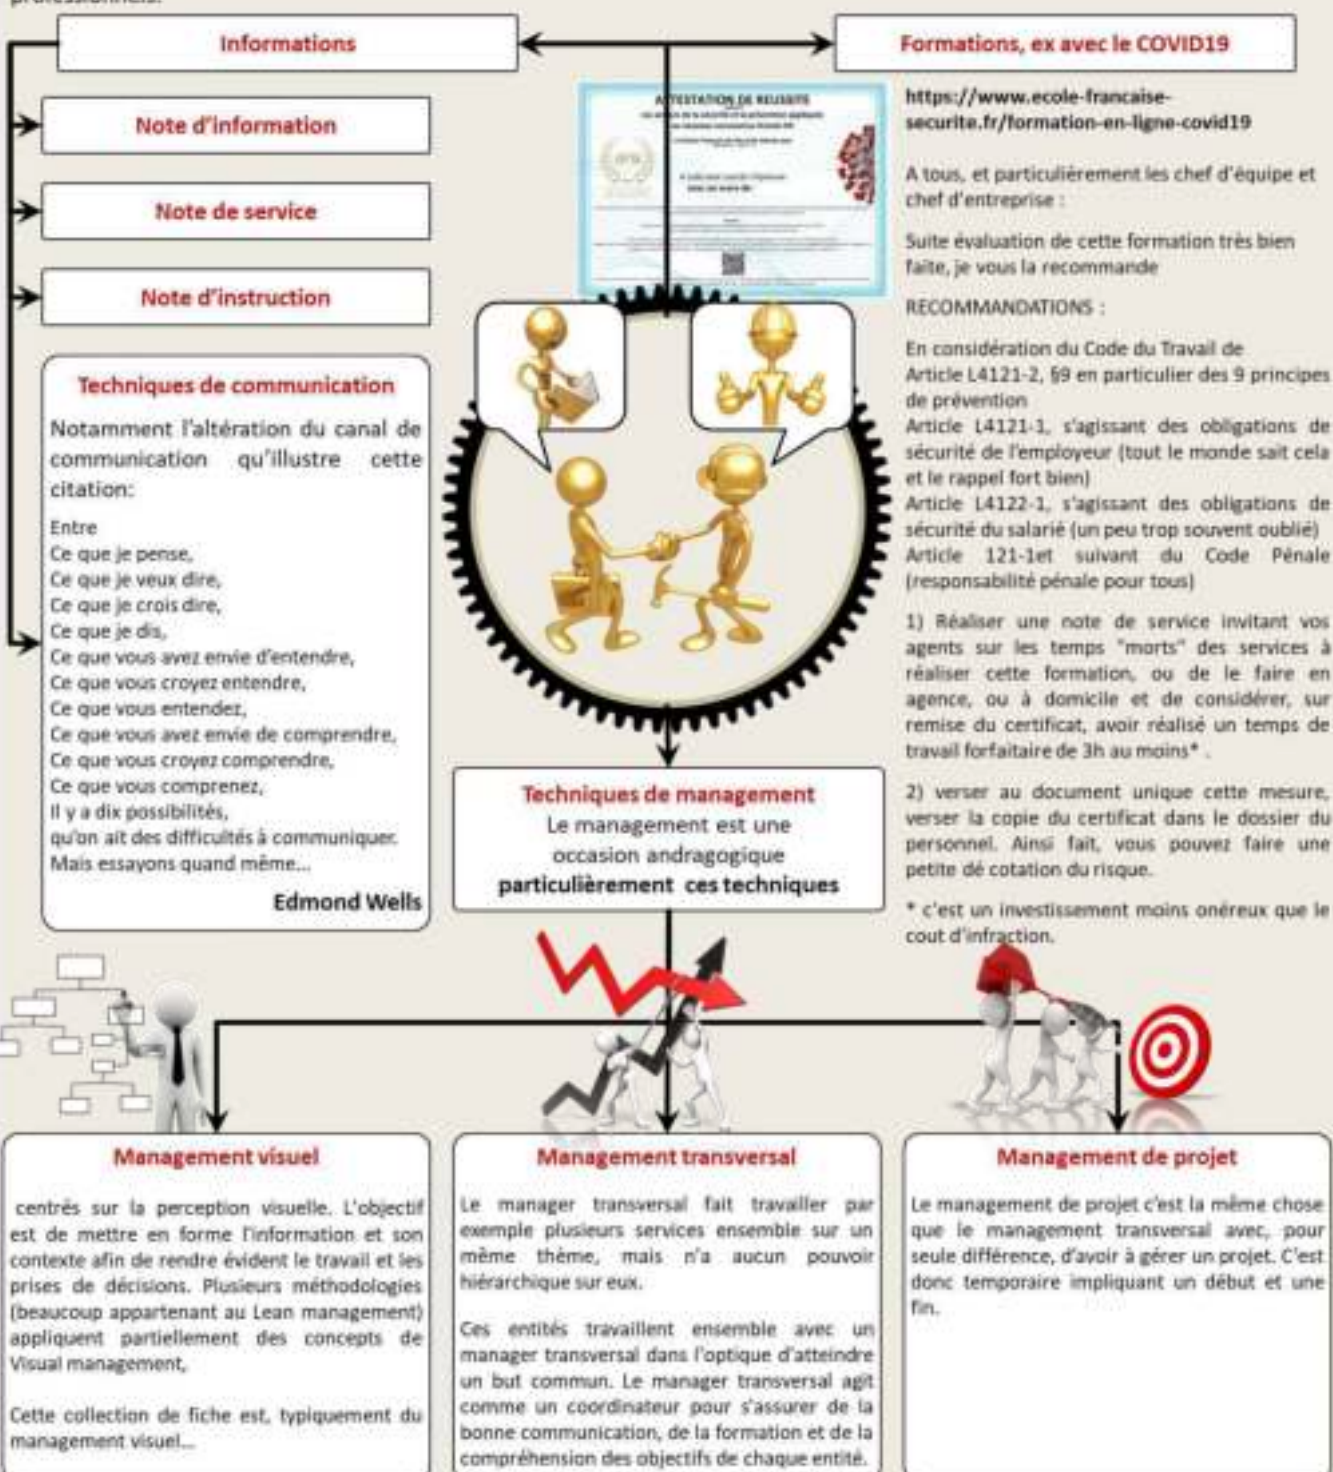 professionnels.
Informations
Formations, ex avec le COVID19
Note d'information
Note de service
Note d'instruction
Techniques de communication
Notamment l'altération du canal de
communication qu'illustre cette
citation:
Entre
Ce que je pense,
Ce que je veux dire,
Ce que je crois dire,
Ce que je dis,
Ce que vous avez envie d'entendre,
Ce que vous croyez entendre,
Ce que vous entendez,
Ce que vous avez envie de comprendre,
Ce que vous croyez comprendre,
Ce que vous comprenez,
Il y a dix possibilités,
qu'on ait des difficultés à communiquer.
Mais essayons quand même...
Edmond Wells
ATTESTATION DE REUSSITE
https://www.ecole-francaise-
securite.fr/formation-en-ligne-covid19
A tous, et particulièrement les chef d'équipe et
chef d'entreprise :
Suite évaluation de cette formation très bien
faite, je vous la recommande
RECOMMANDATIONS :
En considération du Code du Travail de
Article L4121-2, §9 en particulier des 9 principes
de prévention
Article L4121-1, s'agissant des obligations de
sécurité de l'employeur (tout le monde sait cela
et le rappel fort bien)
Article L4122-1, s'agissant des obligations de
sécurité du salarié (un peu trop souvent oublié)
Article 121-1et suivant du Code Pénale
(responsabilité pénale pour tous)
1) Réaliser une note de service invitant vos
agents sur les temps "morts" des services à
réaliser cette formation, ou de le faire en
agence, ou à domicile et de considérer, sur
remise du certificat, avoir réalisé un temps de
travail forfaitaire de 3h au moins* .
2) verser au document unique cette mesure,
verser la copie du certificat dans le dossier du
personnel. Ainsi fait, vous pouvez faire une
petite dé cotation du risque.
* c'est un investissement moins onéreux que le
cout d'infraction.
Techniques de management
Le management est une
occasion andragogique
particulièrement ces techniques
Management visuel
centrés sur la perception visuelle. L'objectif
est de mettre en forme l'information et son
contexte afin de rendre évident le travail et les
prises de décisions. Plusieurs méthodologies
(beaucoup appartenant au Lean management)
appliquent partiellement des concepts de
Visual management,
Cette collection de fiche est, typiquement du
management visuel...
Management transversal
Le manager transversal fait travailler par
exemple plusieurs services ensemble sur un
même thème, mais n'a aucun pouvoir
hiérarchique sur eux.
Ces entités travaillent ensemble avec un
manager transversal dans l'optique d'atteindre
un but commun. Le manager transversal agit
comme un coordinateur pour s'assurer de la
bonne communication, de la formation et de la
compréhension des objectifs de chaque entité.
Management de projet
Le management de projet c'est la même chose
que le management transversal avec, pour
seule différence, d'avoir à gérer un projet. C'est
donc temporaire impliquant un début et une
fin.